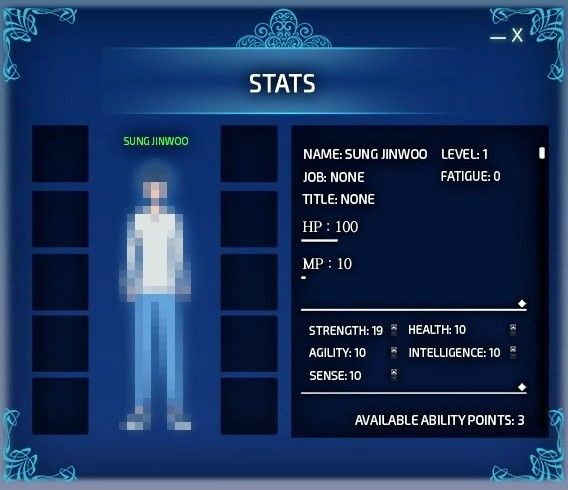 — X
STATS
SUNG JINWOO
NAME: SUNG JINWOO LEVEL: 1
JOB: NONE FATIGUE: 0
TITLE: NONE
HP : 100
MP : 10
STRENGTH: 19 HEALTH: 10
AGILITY: 10 INTELLIGENCE: 10
SENSE: 10
AVAILABLE ABILITY POINTS: 3